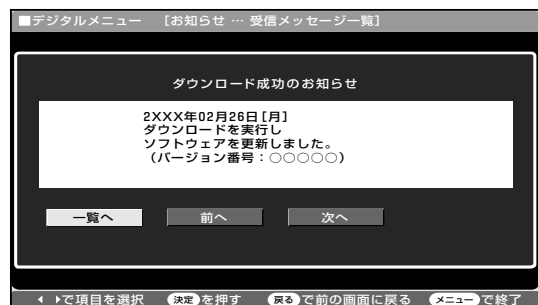 ■デジタルメニュー　[お知らせ … 受信メッセージ一覧]
ダウンロード成功のお知らせ
2XXX年02月26日[月]
ダウンロードを実行し
ソフトウェアを更新しました。
（バージョン番号：○○○○○）
一覧へ　前へ　次へ
で項目を選択　決定を押す　戻るで前の画面に戻る　メニューで終了